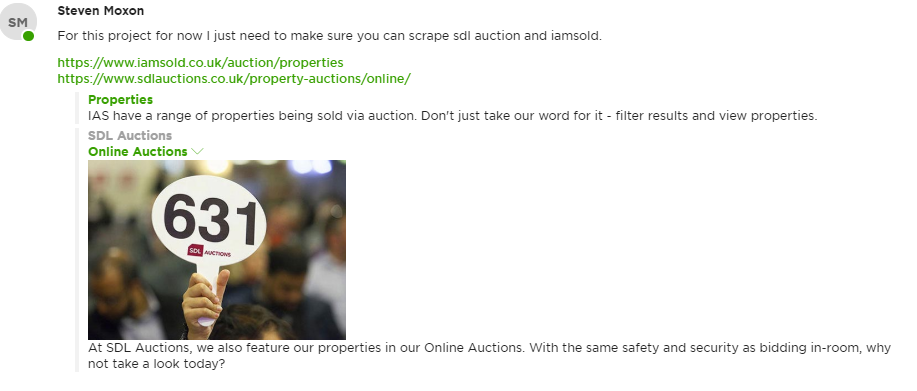 SM
Steven Moxon
For this project for now I just need to make sure you can scrape sdl auction and iamsold.
https://www.iamsold.co.uk/auction/properties
https://www.sdlauctions.co.uk/property-auctions/online/
Properties
IAS have a range of properties being sold via auction. Don't just take our word for it - filter results and view properties.
SDL Auctions
Online Auctions
631
SDL AUCTIONS
At SDL Auctions, we also feature our properties in our Online Auctions. With the same safety and security as bidding in-room, why
not take a look today?